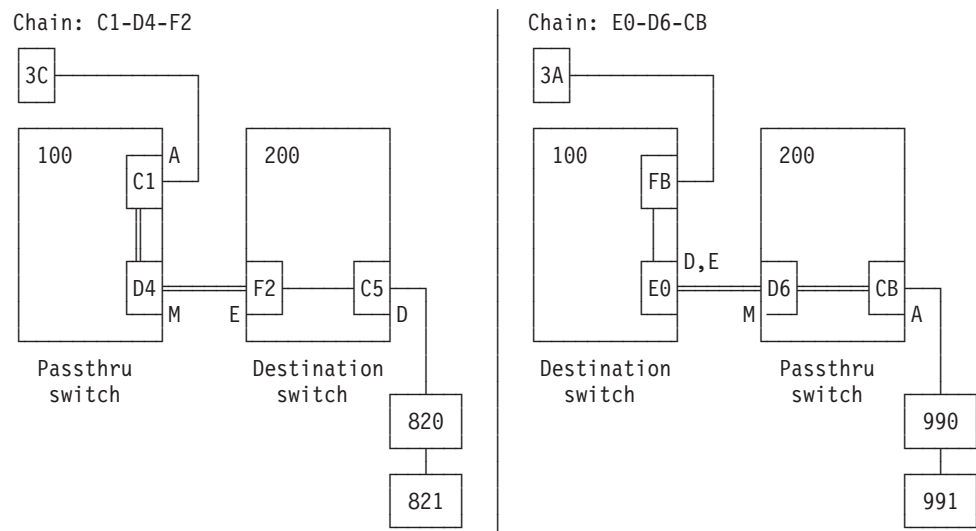 Chain: C1-D4-F2
3C
100
A
200
C1
D4
F2
C5
M
E
D
Passthru
switch
Destination
switch
820
821
Chain: E0-D6-CB
3A
100
200
FB
D,E
E0
D6
CB
M
A
Destination
switch
Passthru
switch
990
991